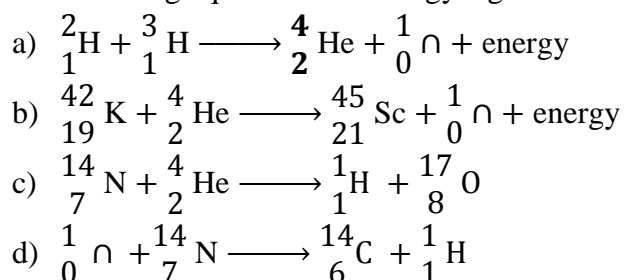 a) ²₁H + ³₁H ⟶ ⁴₂He + ¹₀∩ + energy
b) ⁴²₁₉K + ⁴₂He ⟶ ⁴⁵₂₁Sc + ¹₀∩ + energy
c) ¹⁴₇N + ⁴₂He ⟶ ¹₁H + ¹⁷₈O
d) ¹₀∩ + ¹⁴₇N ⟶ ¹⁴₆C + ¹₁H